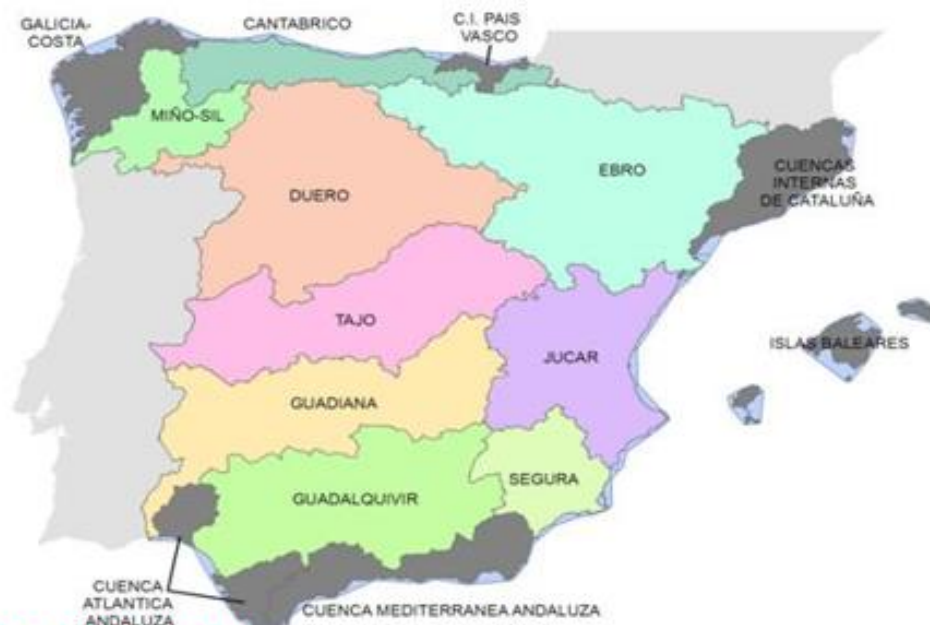 GALICIA-
COSTA
CANTABRICO
C.I. PAIS
VASCO
MIÑO-SIL
DUERO
EBRO
CUENCAS
INTERNAS
DE CATALUÑA
TAJO
JUCAR
ISLAS BALEARES
GUADIANA
SEGURA
GUADALQUIVIR
CUENCA
ATLANTICA
ANDALUZA
CUENCA MEDITERRANEA ANDALUZA